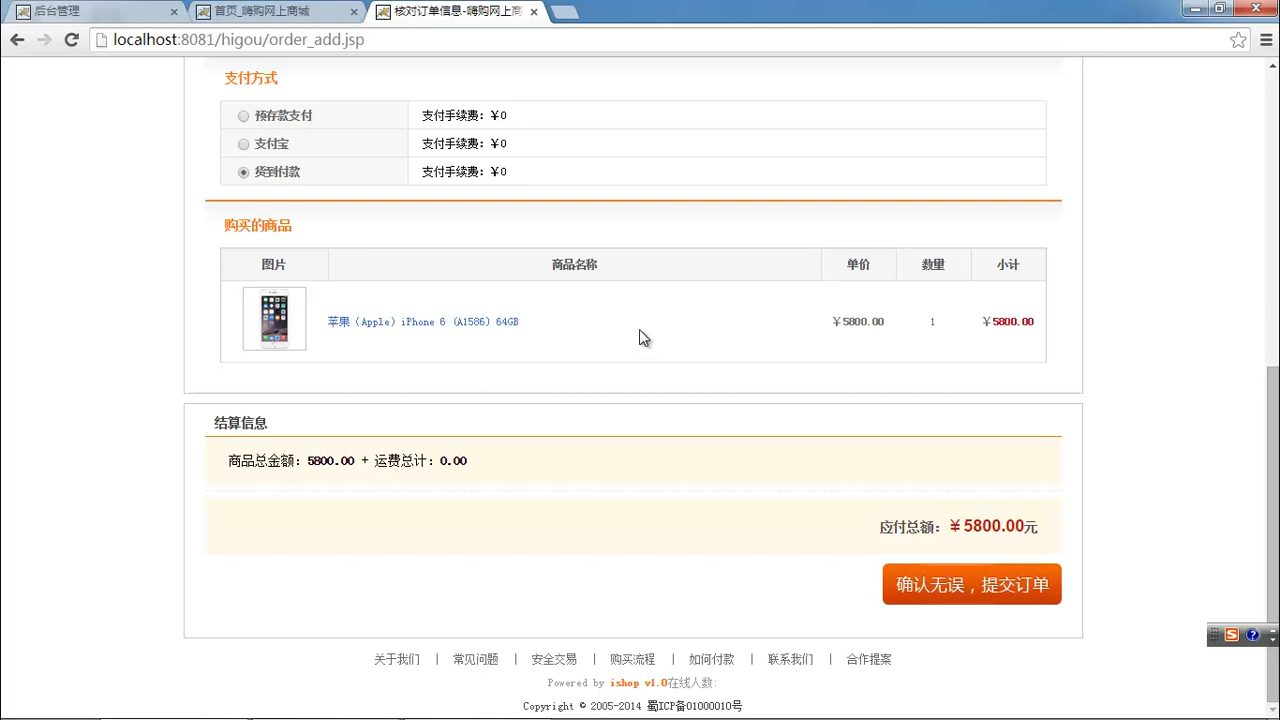 后台管理
首页_嗨购网上商城
核对订单信息-嗨购网上商
localhost:8081/higou/order_add.jsp
支付方式
预存款支付 支付手续费：￥0
支付宝 支付手续费：￥0
货到付款 支付手续费：￥0
购买的商品
图片 商品名称 单价 数量 小计
苹果（Apple）iPhone 6 (A1586) 64GB ￥5800.00 1 ￥5800.00
结算信息
商品总金额：5800.00 + 运费总计：0.00
应付总额：￥5800.00元
确认无误，提交订单
关于我们 | 常见问题 | 安全交易 | 购买流程 | 如何付款 | 联系我们 | 合作提案
Powered by ishop v1.0在线人数:
Copyright © 2005-2014 蜀ICP备01000010号